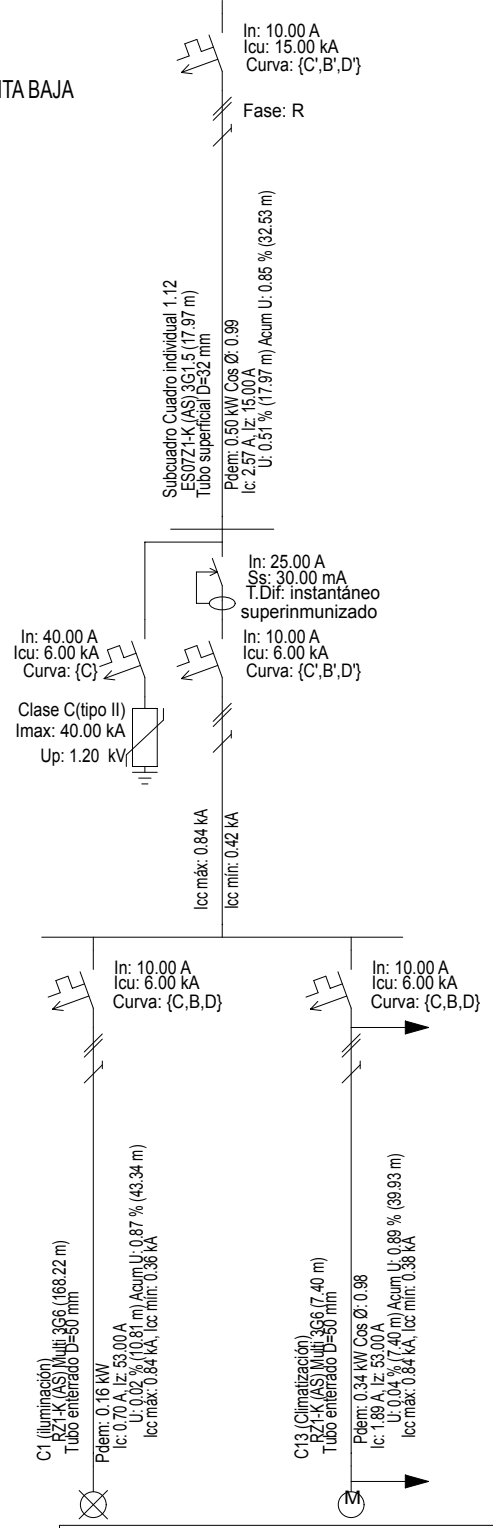 In: 10.00 A
Icu: 15.00 kA
Curva: {C',B',D'}
NTA BAJA
Fase: R
Subcuadro Cuadro individual 1.12
ES07Z1-K (AS) 3G1.5 (17.97 m)
Tubo superficial D=32 mm
Pdem: 0.50 kW Cos Ø: 0.99
Ic: 2.57 A, Iz: 15.00 A
U: 0.51 % (17.97 m) Acum U: 0.85 % (32.53 m)
In: 25.00 A
Ss: 30.00 mA
T.Dif: instantáneo
superinmunizado
In: 40.00 A
Icu: 6.00 kA
Curva: {C}
In: 10.00 A
Icu: 6.00 kA
Curva: {C',B',D'}
Clase C(tipo II)
Imax: 40.00 kA
Up: 1.20 kV
Icc máx: 0.84 kA
Icc mín: 0.42 kA
In: 10.00 A
Icu: 6.00 kA
Curva: {C,B,D}
In: 10.00 A
Icu: 6.00 kA
Curva: {C,B,D}
C1 (iluminación)
RZ1-K (AS) Multi 3G6 (168.22 m)
Tubo enterrado D=50 mm
Pdem: 0.16 kW
Ic: 0.70 A, Iz: 53.00 A
U: 0.02 % (10.81 m) Acum U: 0.87 % (43.34 m)
Icc máx: 0.84 kA, Icc mín: 0.36 kA
C13 (Climatización)
RZ1-K (AS) Multi 3G6 (7.40 m)
Tubo enterrado D=50 mm
Pdem: 0.34 kW Cos Ø: 0.98
Ic: 1.89 A, Iz: 53.00 A
U: 0.04 % (7.40 m) Acum U: 0.89 % (39.93 m)
Icc máx: 0.84 kA, Icc mín: 0.38 kA
M